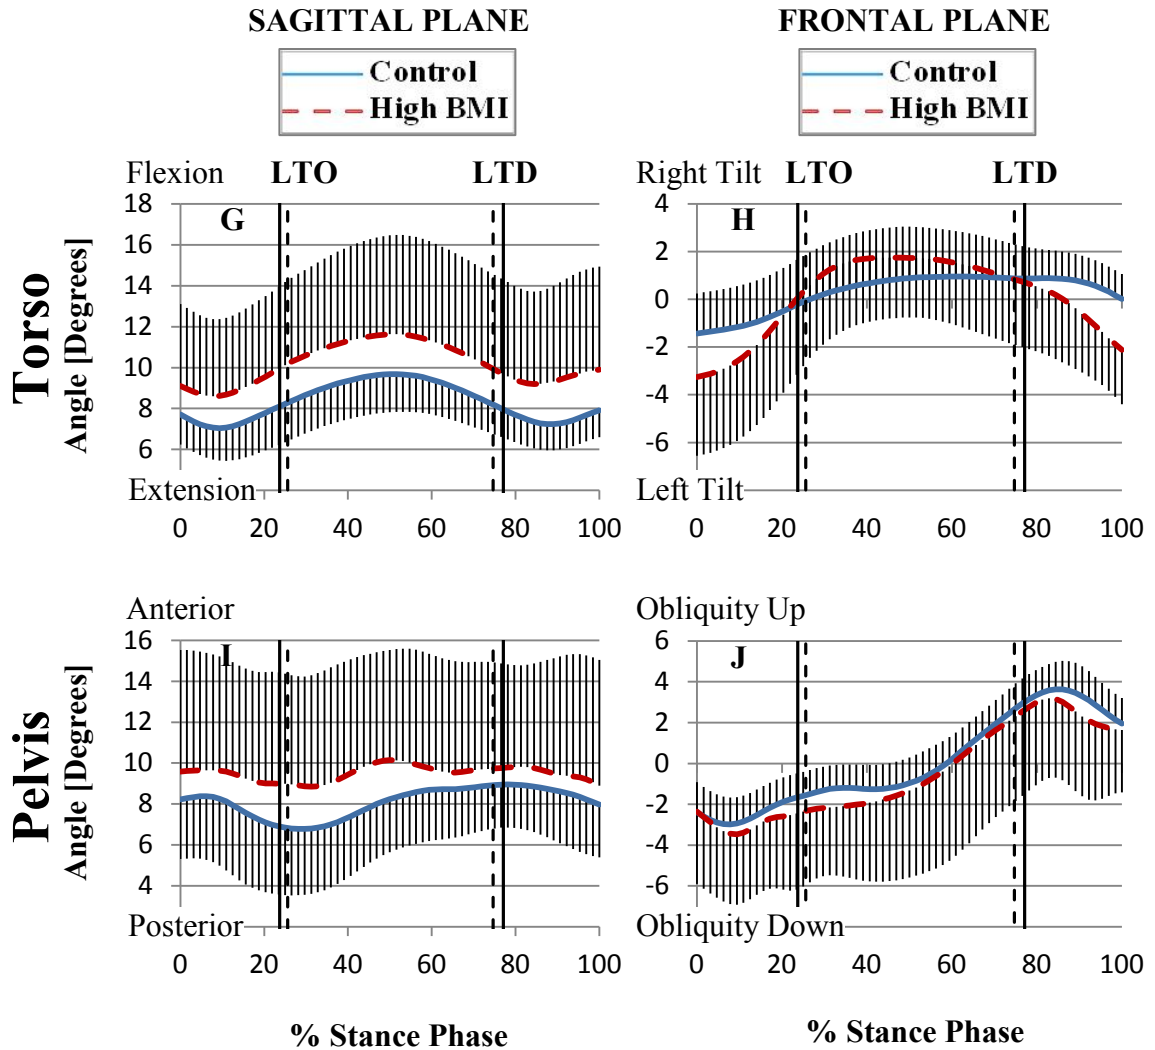 SAGITTAL PLANE
FRONTAL PLANE
Control
High BMI
Control
High BMI
Flexion LTO LTD
Right Tilt LTO LTD
Torso
Angle [Degrees]
G
18
16
14
12
10
8
6
Extension
0 20 40 60 80 100
H
4
2
0
-2
-4
-6
Left Tilt
0 20 40 60 80 100
Pelvis
Angle [Degrees]
Anterior
I
16
14
12
10
8
6
4
Posterior
0 20 40 60 80 100
% Stance Phase
Obliquity Up
J
6
4
2
0
-2
-4
-6
Obliquity Down
0 20 40 60 80 100
% Stance Phase